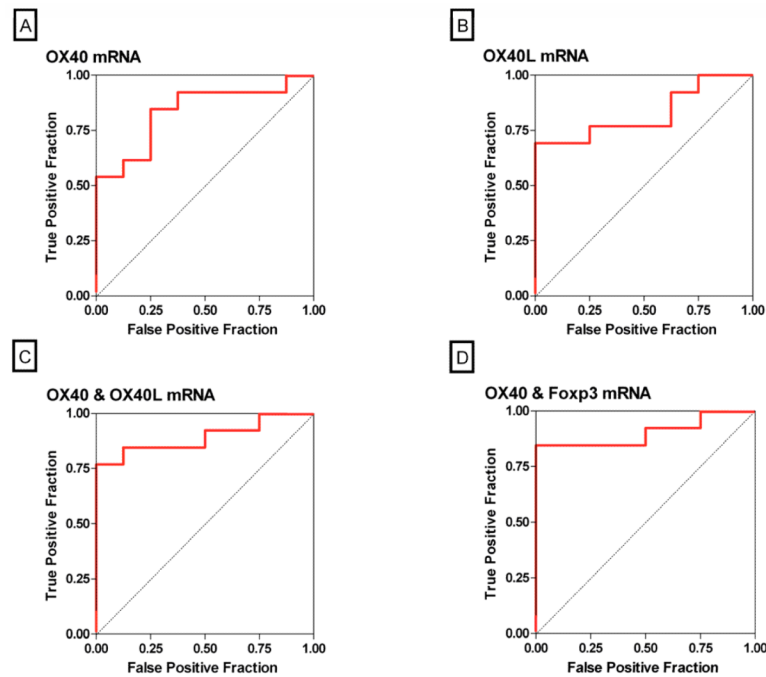 A
OX40 mRNA
1.00
0.75
0.50
0.25
0.00
True Positive Fraction
0.00 0.25 0.50 0.75 1.00
False Positive Fraction
B
OX40L mRNA
1.00
0.75
0.50
0.25
0.00
True Positive Fraction
0.00 0.25 0.50 0.75 1.00
False Positive Fraction
C
OX40 & OX40L mRNA
1.00
0.75
0.50
0.25
0.00
True Positive Fraction
0.00 0.25 0.50 0.75 1.00
False Positive Fraction
D
OX40 & Foxp3 mRNA
1.00
0.75
0.50
0.25
0.00
True Positive Fraction
0.00 0.25 0.50 0.75 1.00
False Positive Fraction